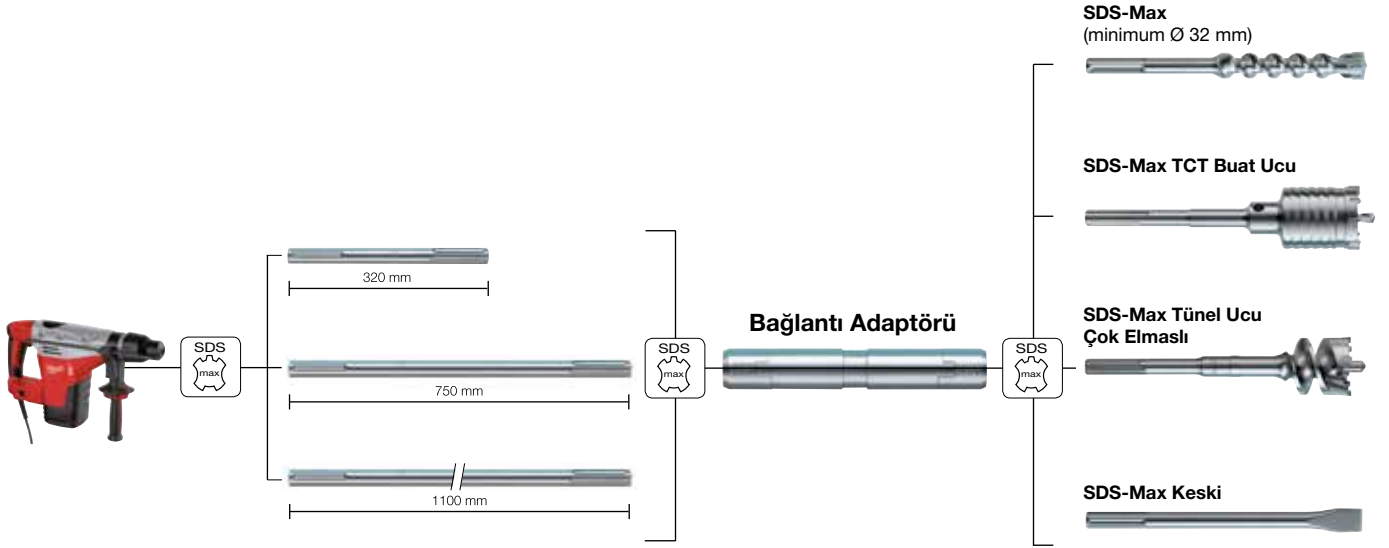 SDS-Max
(minimum Ø 32 mm)
SDS-Max TCT Buat Ucu
320 mm
Bağlantı Adaptörü
SDS-Max Tünel Ucu
Çok Elmaslı
SDS
max
SDS
max
SDS
max
750 mm
1100 mm
SDS-Max Keski